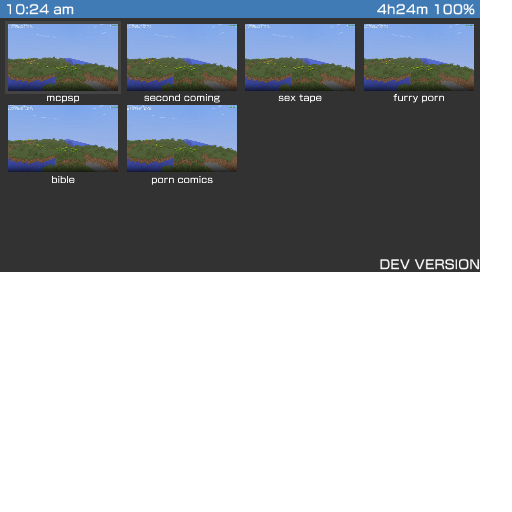 10:24 am 4h24m 100%
mcpsp second coming sex tape furry porn
bible porn comics
DEV VERSION